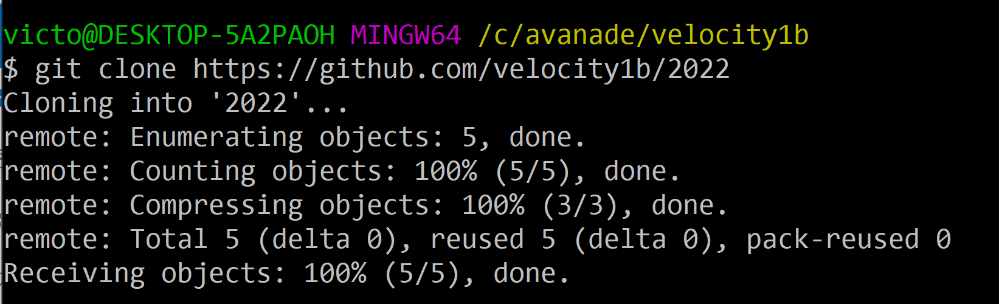 victo@DESKTOP-5A2PAOH MINGW64 /c/avanade/velocity1b
$ git clone https://github.com/velocity1b/2022
Cloning into '2022'...
remote: Enumerating objects: 5, done.
remote: Counting objects: 100% (5/5), done.
remote: Compressing objects: 100% (3/3), done.
remote: Total 5 (delta 0), reused 5 (delta 0), pack-reused 0
Receiving objects: 100% (5/5), done.